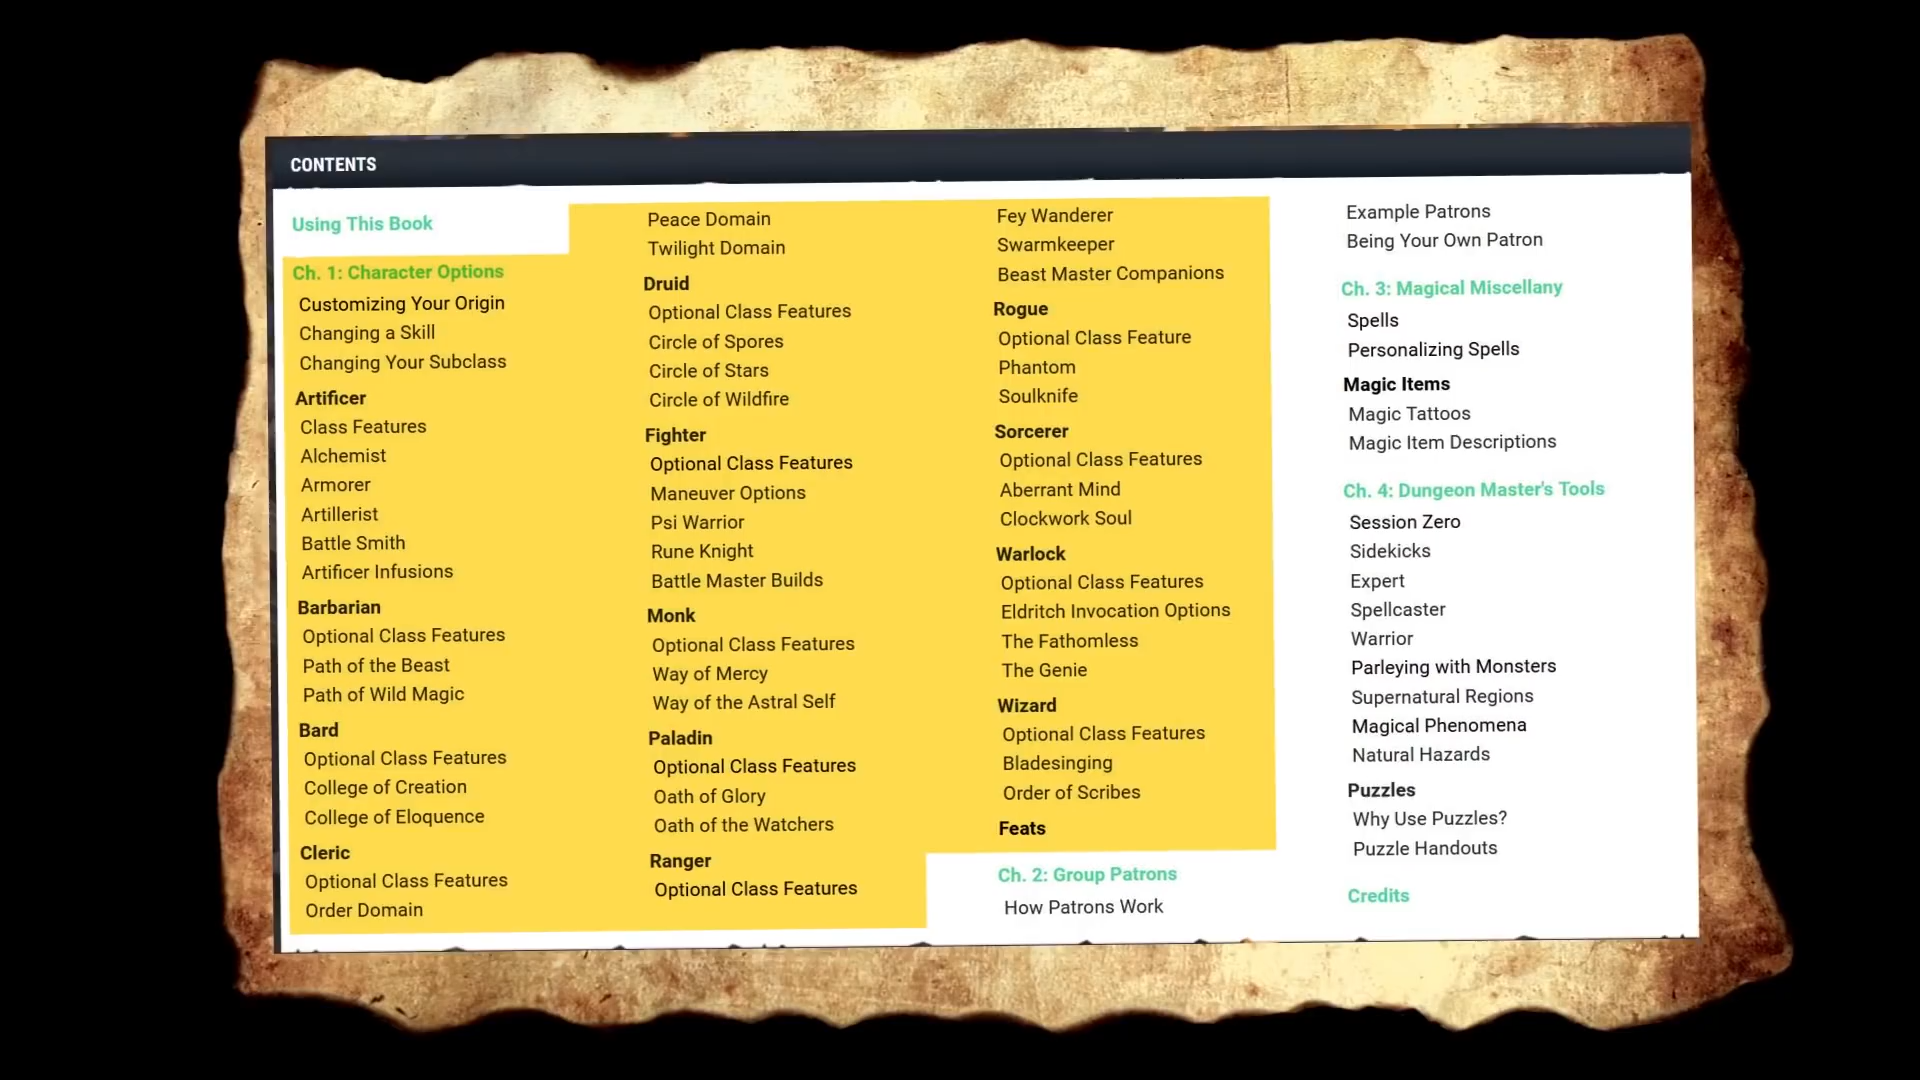 CONTENTS
Using This Book
Ch. 1: Character Options
Customizing Your Origin
Changing a Skill
Changing Your Subclass
Artificer
Class Features
Alchemist
Armorer
Artillerist
Battle Smith
Artificer Infusions
Barbarian
Optional Class Features
Path of the Beast
Path of Wild Magic
Bard
Optional Class Features
College of Creation
College of Eloquence
Cleric
Optional Class Features
Order Domain
Peace Domain
Twilight Domain
Druid
Optional Class Features
Circle of Spores
Circle of Stars
Circle of Wildfire
Fighter
Optional Class Features
Maneuver Options
Psi Warrior
Rune Knight
Battle Master Builds
Monk
Optional Class Features
Way of Mercy
Way of the Astral Self
Paladin
Optional Class Features
Oath of Glory
Oath of the Watchers
Ranger
Optional Class Features
Fey Wanderer
Swarmkeeper
Beast Master Companions
Rogue
Optional Class Feature
Phantom
Soulknife
Sorcerer
Optional Class Features
Aberrant Mind
Clockwork Soul
Warlock
Optional Class Features
Eldritch Invocation Options
The Fathomless
The Genie
Wizard
Optional Class Features
Bladesinging
Order of Scribes
Feats
Ch. 2: Group Patrons
How Patrons Work
Example Patrons
Being Your Own Patron
Ch. 3: Magical Miscellany
Spells
Personalizing Spells
Magic Items
Magic Tattoos
Magic Item Descriptions
Ch. 4: Dungeon Master's Tools
Session Zero
Sidekicks
Expert
Spellcaster
Warrior
Parleying with Monsters
Supernatural Regions
Magical Phenomena
Natural Hazards
Puzzles
Why Use Puzzles?
Puzzle Handouts
Credits